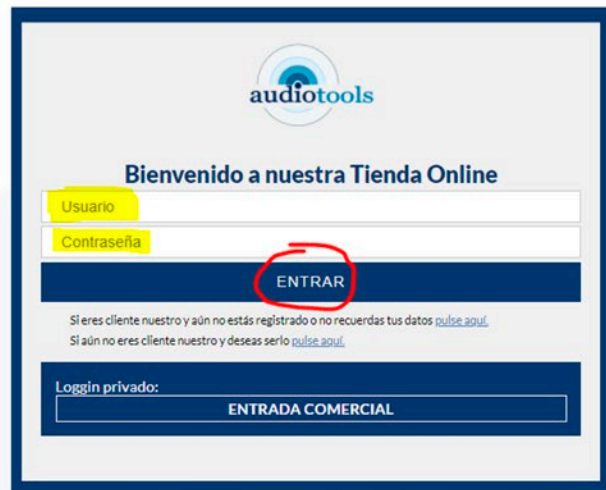 audiotools
Bienvenido a nuestra Tienda Online
Usuario
Contraseña
ENTRAR
Si eres cliente nuestro y aún no estás registrado o no recuerdas tus datos pulse aquí.
Si aún no eres cliente nuestro y deseas serlo pulse aquí.
Loggin privado:
ENTRADA COMERCIAL